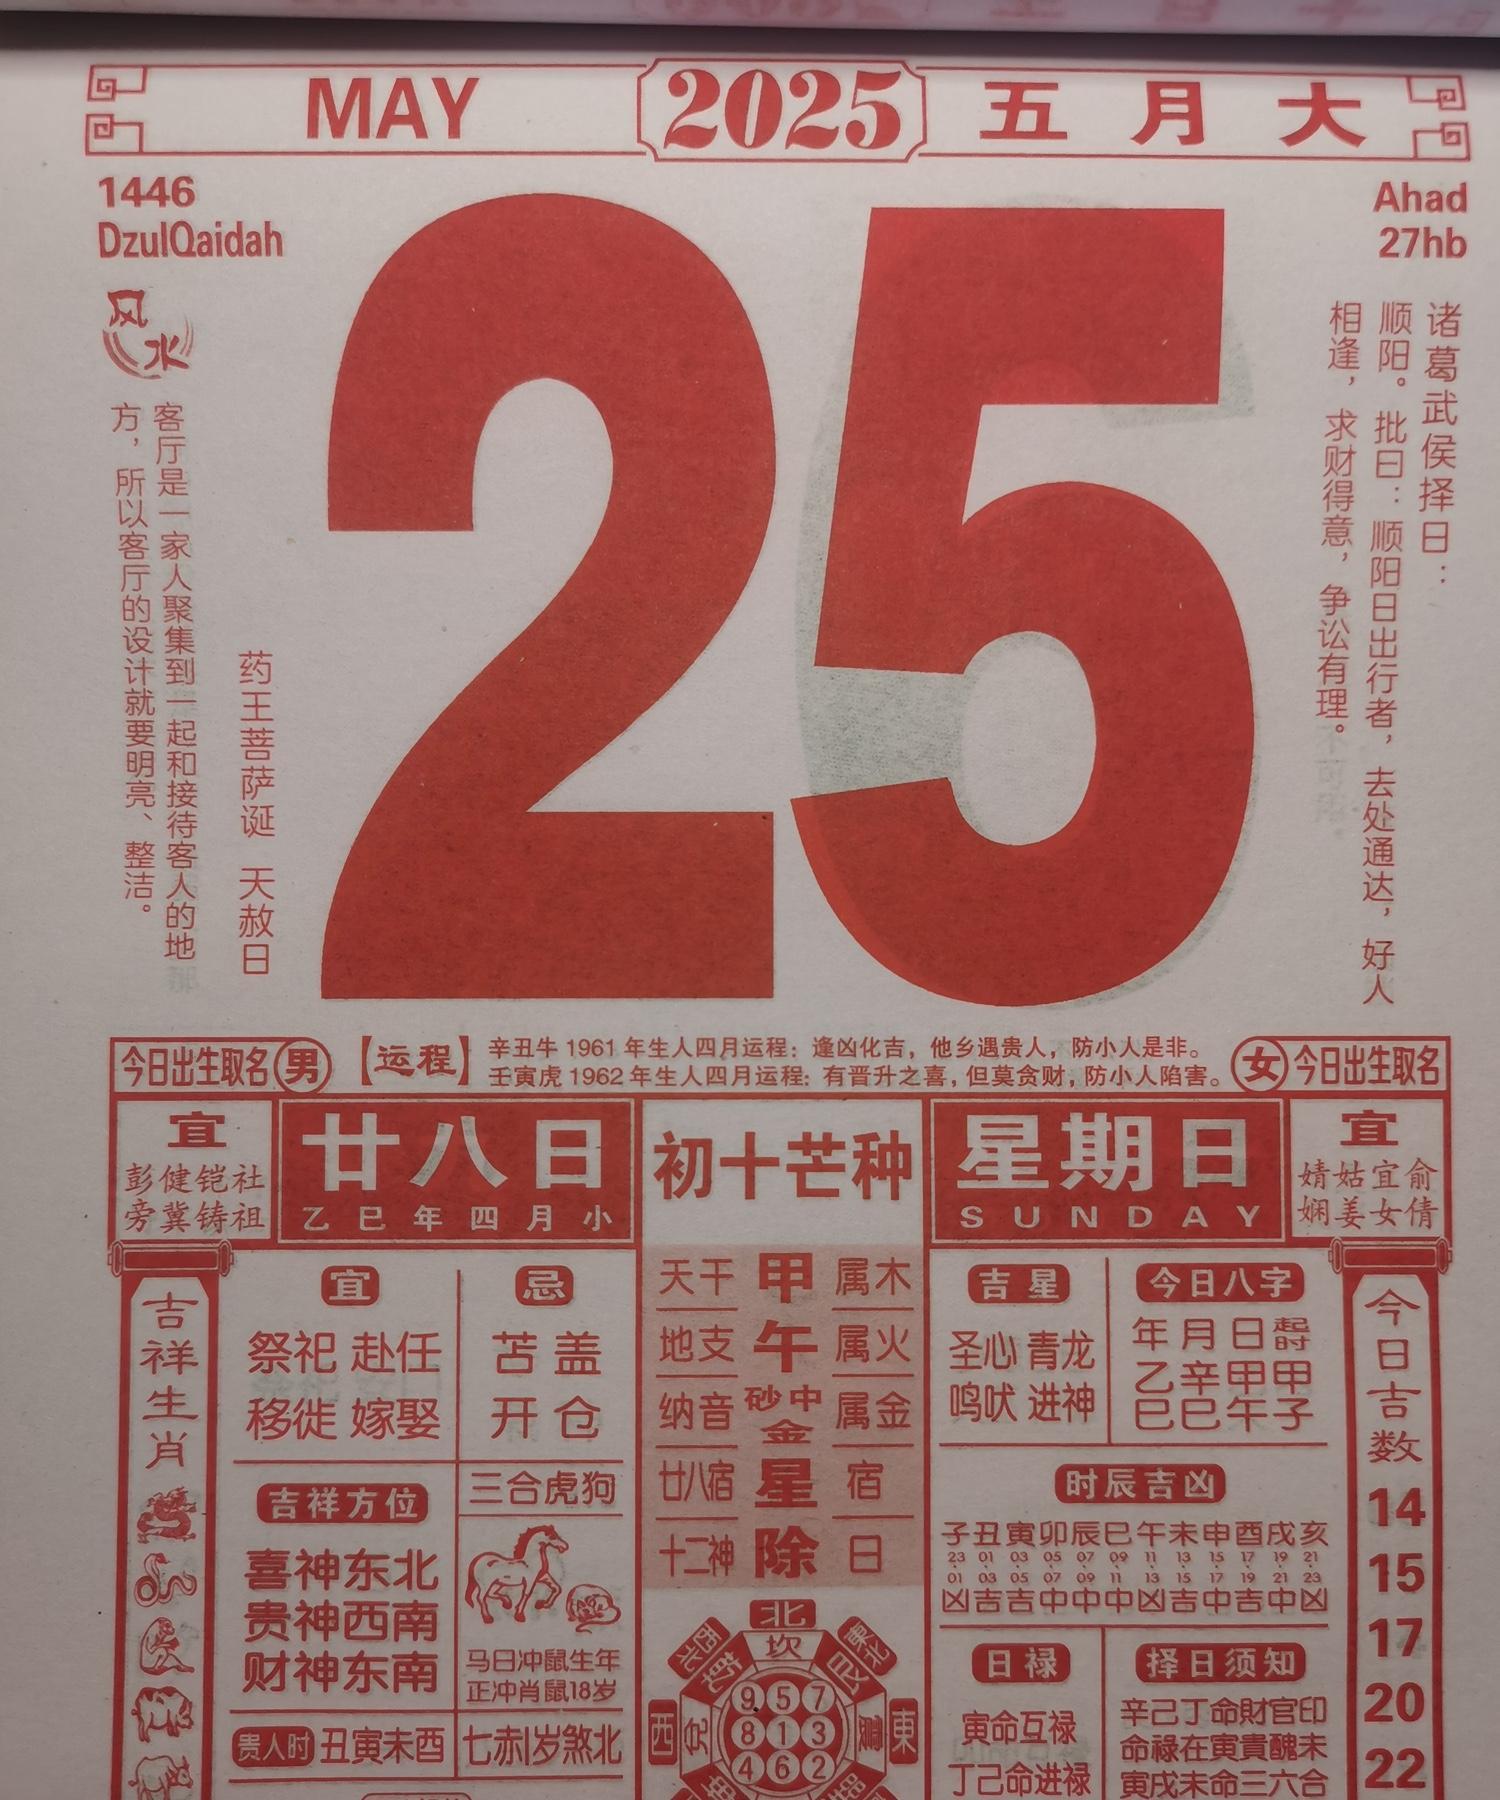 MAY 2025 五月大
1446
DzulQaidah
Ahad
27hb
风水
客厅是一家人聚集到一起和接待客人的地
方，所以客厅的设计就要明亮、整洁。
药王菩萨诞 天赦日
诸葛武侯择日：
顺阳。批曰：顺阳日出行者，去处通达，好人
相逢，求财得意，争讼有理。
25
今日出生取名 男
【运程】
辛丑牛 1961 年生人四月运程：逢凶化吉，他乡遇贵人，防小人是非。
壬寅虎 1962 年生人四月运程：有晋升之喜，但莫贪财，防小人陷害。
女 今日出生取名
宜
彭健铠社
旁冀铸祖
廿八日
乙巳年四月小
初十芒种
星期日
SUNDAY
宜
婧姑宜俞
娴姜女倩
吉祥生肖
宜
祭祀 赴任
移徙 嫁娶
忌
苫盖
开仓
吉祥方位
喜神东北
贵神西南
财神东南
三合虎狗
马日冲鼠生年
正冲肖鼠18岁
贵人时 丑寅未酉
七赤 1岁煞北
天干 甲 属木
地支 午 属火
纳音 砂中金 属金
廿八宿 星 宿
十二神 除 日
北
坎
西北
乾
東北
艮
西
兑
東
震
9 5 7
8 1 3
4 6 2
吉星
圣心 青龙
鸣吠 进神
今日八字
年 月 日 起时
乙 辛 甲 甲
巳 巳 午 子
时辰吉凶
子 丑 寅 卯 辰 巳 午 未 申 酉 戌 亥
23 01 03 05 07 09 11 13 15 17 19 21
01 03 05 07 09 11 13 15 17 19 21 23
凶 吉 吉 中 中 中 凶 吉 中 吉 中 凶
日禄
寅命互禄
丁己命进禄
择日须知
辛己丁命財官印
命祿在寅貴醜未
寅戌未命三六合
今日吉数
14
15
17
20
22